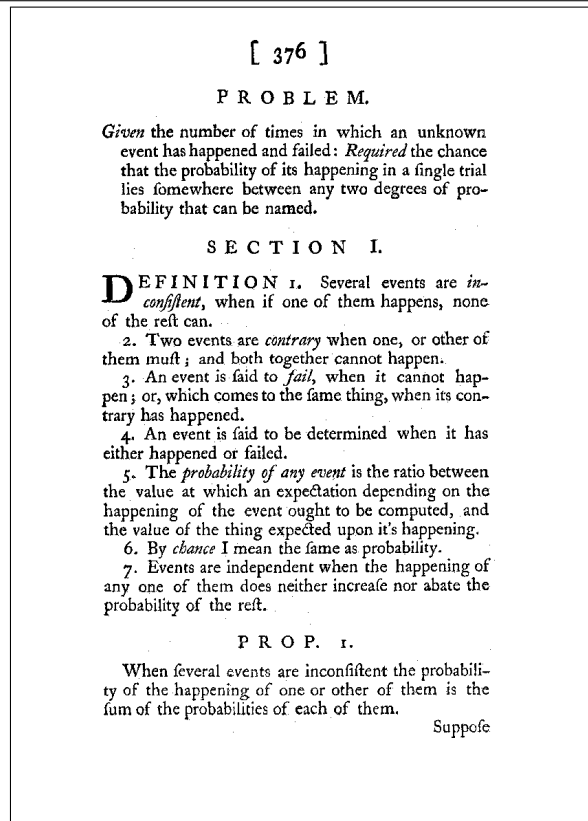 [ 376 ]
PROBLEM.
Given the number of times in which an unknown
event has happened and failed: Required the chance
that the probability of its happening in a ſingle trial
lies ſomewhere between any two degrees of pro-
bability that can be named.
SECTION I.
DEFINITION 1. Several events are in-
conſiſtent, when if one of them happens, none
of the reſt can.
2. Two events are contrary when one, or other of
them muſt; and both together cannot happen.
3. An event is ſaid to fail, when it cannot hap-
pen; or, which comes to the ſame thing, when its con-
trary has happened.
4. An event is ſaid to be determined when it has
either happened or failed.
5. The probability of any event is the ratio between
the value at which an expectation depending on the
happening of the event ought to be computed, and
the value of the thing expected upon it's happening.
6. By chance I mean the ſame as probability.
7. Events are independent when the happening of
any one of them does neither increaſe nor abate the
probability of the reſt.
PROP. 1.
When ſeveral events are inconſiſtent the probabili-
ty of the happening of one or other of them is the
ſum of the probabilities of each of them.
Suppoſe